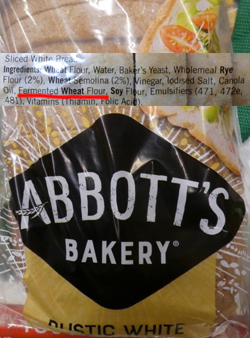 Sliced White Bread
Ingredients: Wheat Flour, Water, Baker's Yeast, Wholemeal Rye
Flour (2%), Wheat Semolina (2%), Vinegar, Iodised Salt, Canola
Oil, Fermented Wheat Flour, Soy Flour, Emulsifiers (471, 472e,
481), Vitamins (Thiamin, Folic Acid).
ABBOTT'S
BAKERY®
RUSTIC WHITE